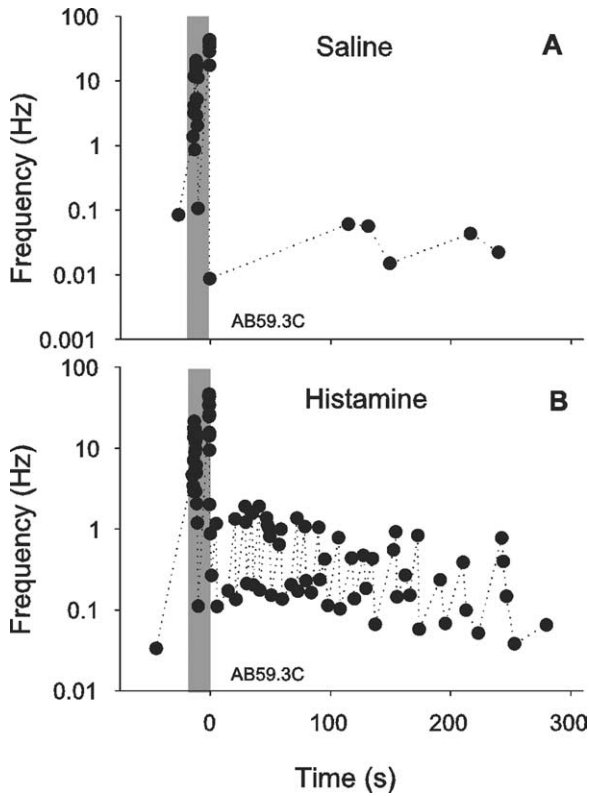 100
Saline
A
10
1
0.1
0.01
0.001
Frequency (Hz)
AB59.3C
100
Histamine
B
10
1
0.1
0.01
Frequency (Hz)
AB59.3C
0
100
200
300
Time (s)